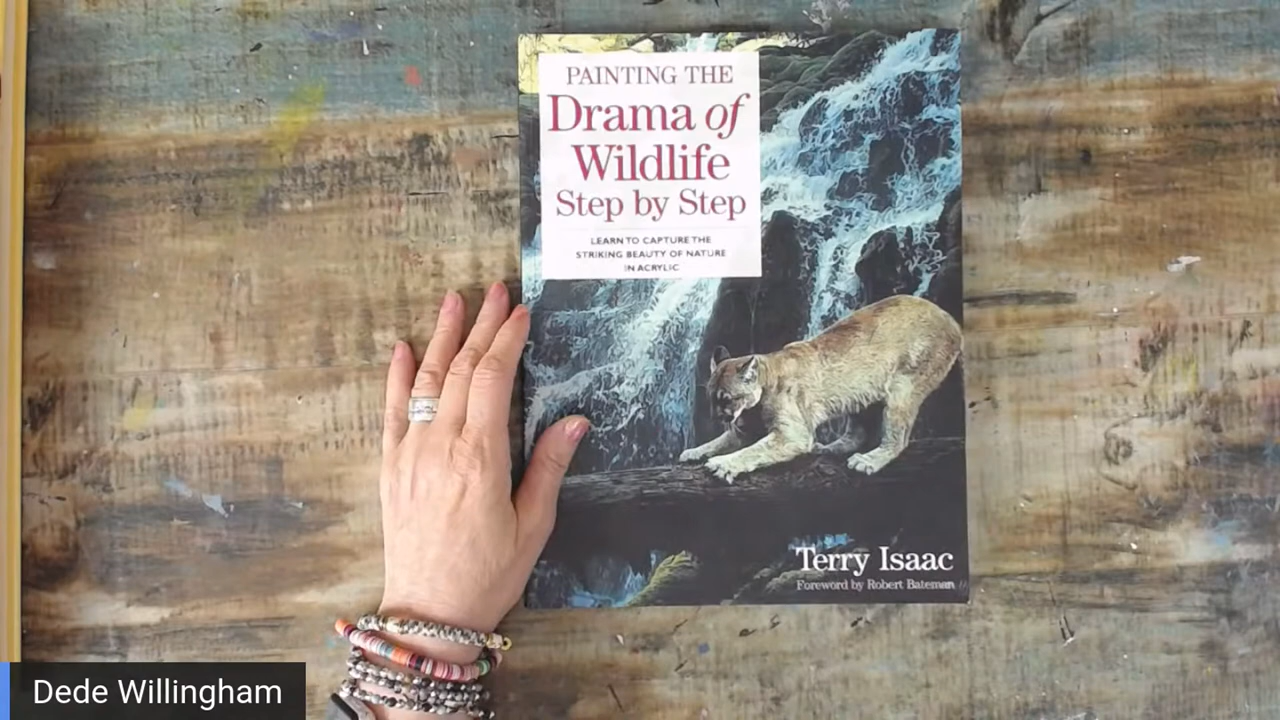 PAINTING THE
Drama of
Wildlife
Step by Step
LEARN TO CAPTURE THE
STRIKING BEAUTY OF NATURE
IN ACRYLIC
Terry Isaac
Foreword by Robert Bateman
Dede Willingham